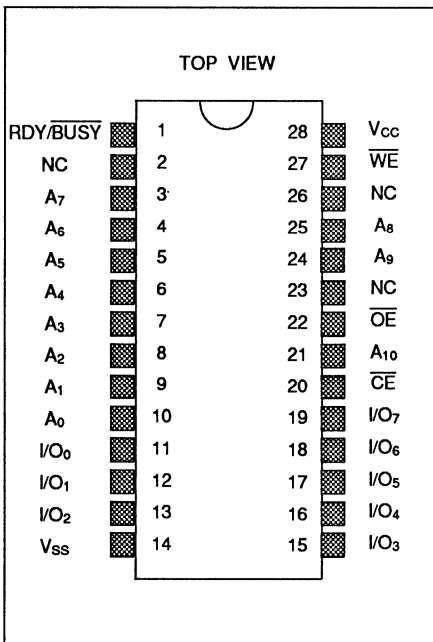 TOP VIEW
RDY/BUSY 1 28 VCC
NC 2 27 WE
A7 3 26 NC
A6 4 25 A8
A5 5 24 A9
A4 6 23 NC
A3 7 22 OE
A2 8 21 A10
A1 9 20 CE
A0 10 19 I/O7
I/O0 11 18 I/O6
I/O1 12 17 I/O5
I/O2 13 16 I/O4
VSS 14 15 I/O3